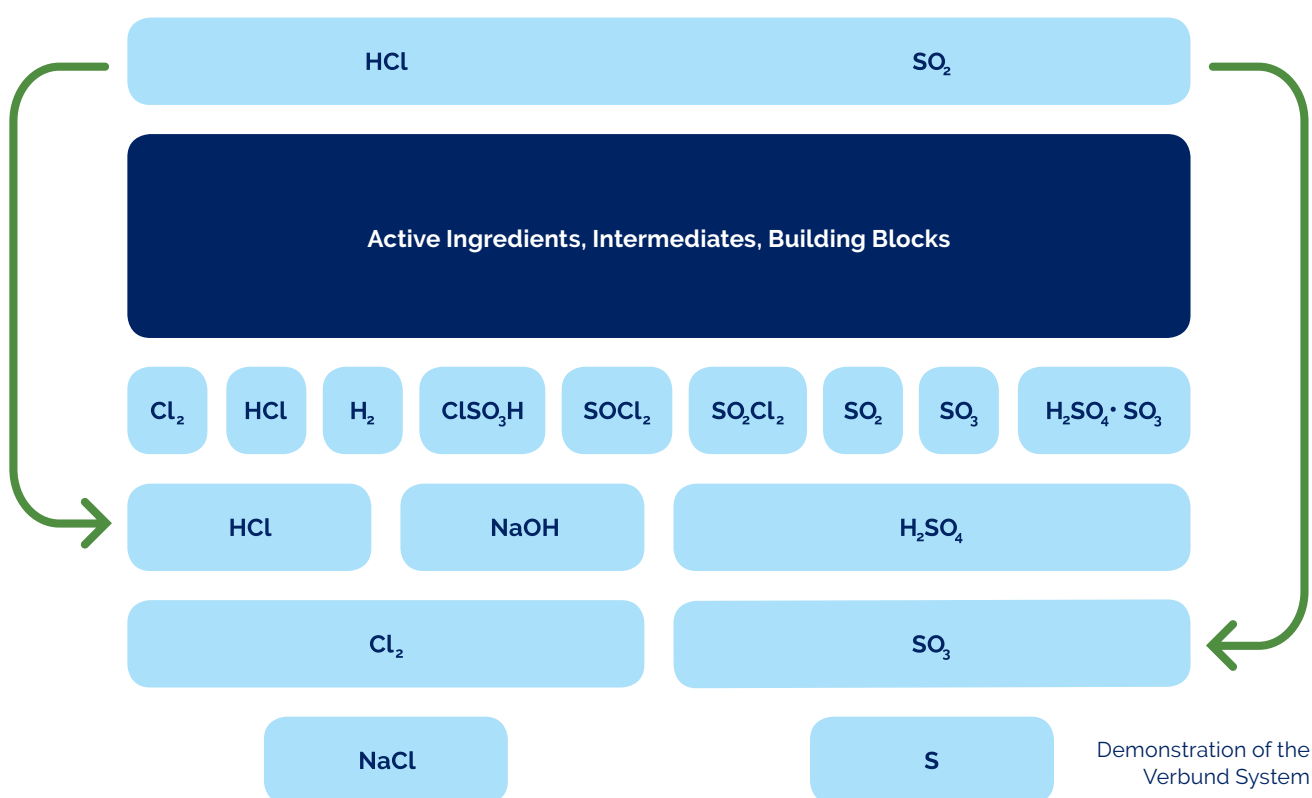 HCl SO₂
Active Ingredients, Intermediates, Building Blocks
Cl₂ HCl H₂ ClSO₃H SOCl₂ SO₂Cl₂ SO₂ SO₃ H₂SO₄• SO₃
HCl NaOH H₂SO₄
Cl₂ SO₃
NaCl S
Demonstration of the
Verbund System